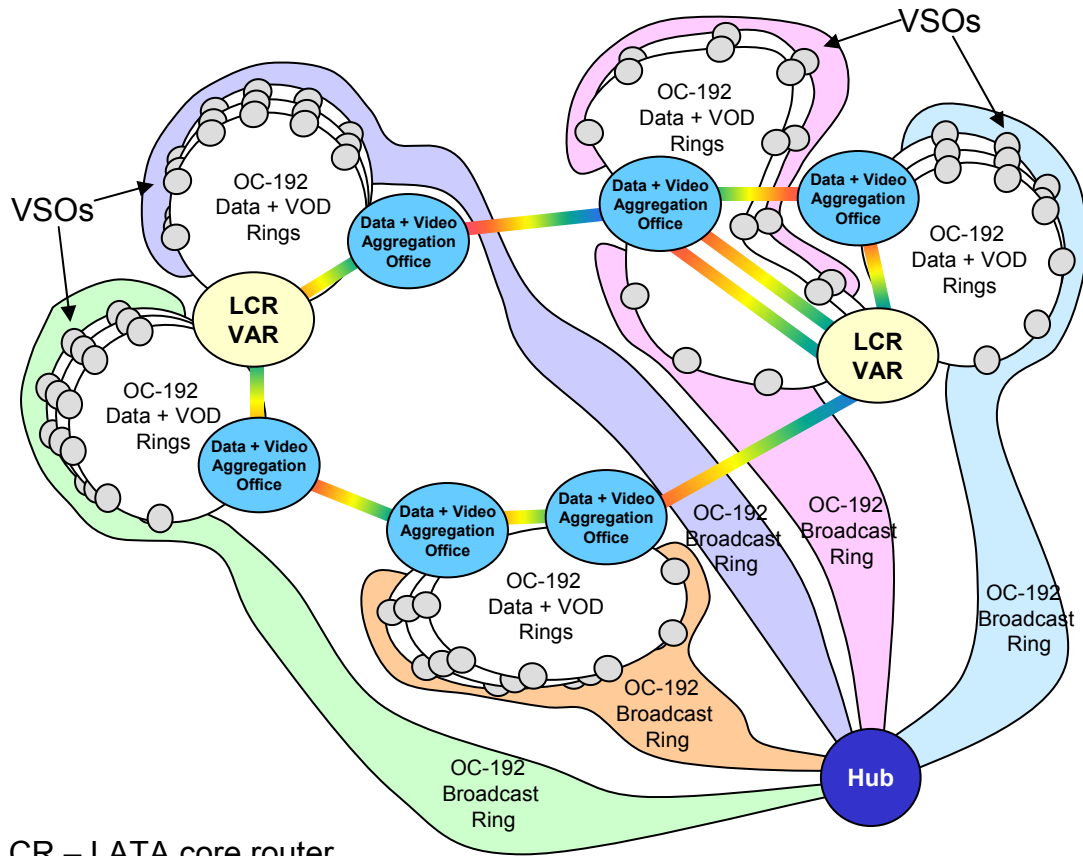 VSOs
OC-192
Data + VOD
Rings
OC-192
Data + VOD
Rings
Data + Video
Aggregation
Office
Data + Video
Aggregation
Office
Data + Video
Aggregation
Office
OC-192
Data + VOD
Rings
VSOs
LCR
VAR
LCR
VAR
OC-192
Data + VOD
Rings
Data + Video
Aggregation
Office
Data + Video
Aggregation
Office
Data + Video
Aggregation
Office
OC-192
Data + VOD
Rings
OC-192
Broadcast
Ring
OC-192
Broadcast
Ring
OC-192
Broadcast
Ring
OC-192
Broadcast
Ring
OC-192
Broadcast
Ring
Hub
CR – LATA core router